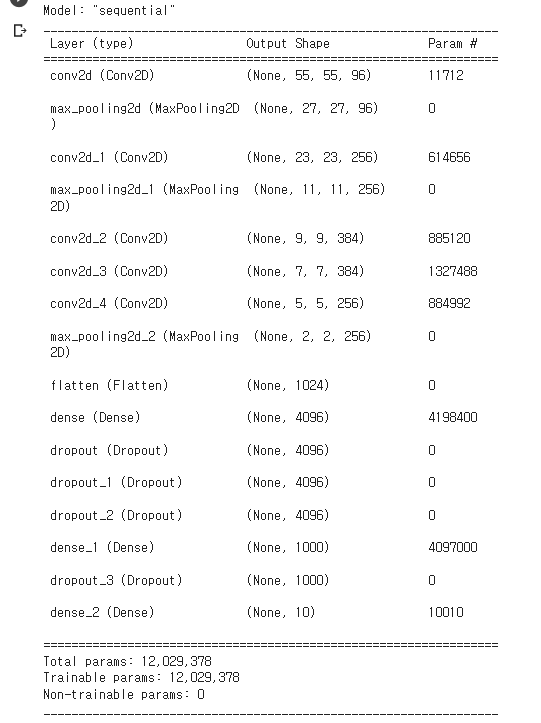 Model: "sequential"
_________________________________________________________________
Layer (type) Output Shape Param #
=================================================================
conv2d (Conv2D) (None, 55, 55, 96) 11712
max_pooling2d (MaxPooling2D (None, 27, 27, 96) 0
)
conv2d_1 (Conv2D) (None, 23, 23, 256) 614656
max_pooling2d_1 (MaxPooling (None, 11, 11, 256) 0
2D)
conv2d_2 (Conv2D) (None, 9, 9, 384) 885120
conv2d_3 (Conv2D) (None, 7, 7, 384) 1327488
conv2d_4 (Conv2D) (None, 5, 5, 256) 884992
max_pooling2d_2 (MaxPooling (None, 2, 2, 256) 0
2D)
flatten (Flatten) (None, 1024) 0
dense (Dense) (None, 4096) 4198400
dropout (Dropout) (None, 4096) 0
dropout_1 (Dropout) (None, 4096) 0
dropout_2 (Dropout) (None, 4096) 0
dense_1 (Dense) (None, 1000) 4097000
dropout_3 (Dropout) (None, 1000) 0
dense_2 (Dense) (None, 10) 10010
=================================================================
Total params: 12,029,378
Trainable params: 12,029,378
Non-trainable params: 0
_________________________________________________________________